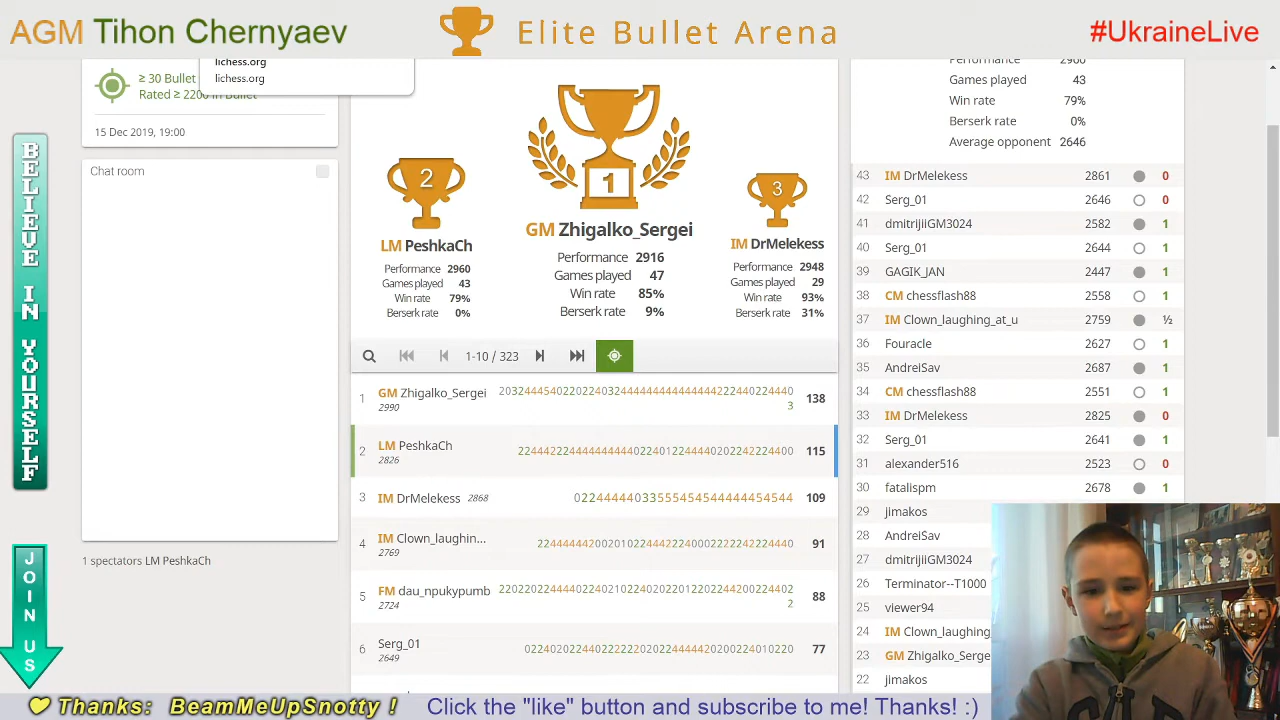 AGM Tihon Chernyaev
Elite Bullet Arena
#UkraineLive
lichess.org
lichess.org
≥ 30 Bullet
Rated ≥ 2200 in Bullet
15 Dec 2019, 19:00
Chat room
1 spectators LM PeshkaCh
BELIEVE IN YOURSELF
JOIN US
2
LM PeshkaCh
Performance 2960
Games played 43
Win rate 79%
Berserk rate 0%
1
GM Zhigalko_Sergei
Performance 2916
Games played 47
Win rate 85%
Berserk rate 9%
3
IM DrMelekess
Performance 2948
Games played 29
Win rate 93%
Berserk rate 31%
1-10 / 323
1 GM Zhigalko_Sergei 138
2990
2 LM PeshkaCh 115
2826
3 IM DrMelekess 2868 0224444403355545454444454544 109
4 IM Clown_laughin... 91
2769
5 FM dau_npukypumb 88
2724
6 Serg_01 77
2649
Performance 2960
Games played 43
Win rate 79%
Berserk rate 0%
Average opponent 2646
43 IM DrMelekess 2861 0
42 Serg_01 2646 0
41 dmitrijiiGM3024 2582 1
40 Serg_01 2644 1
39 GAGIK_JAN 2447 1
38 CM chessflash88 2558 1
37 IM Clown_laughing_at_u 2759 ½
36 Fouracle 2627 1
35 AndreiSav 2687 1
34 CM chessflash88 2551 1
33 IM DrMelekess 2825 0
32 Serg_01 2641 1
31 alexander516 2523 0
30 fatalispm 2678 1
29 jimakos
28 AndreiSav
27 dmitrijiiGM3024
26 Terminator--T1000
25 viewer94
24 IM Clown_laughing_
23 GM Zhigalko_Serge
22 jimakos
Thanks: BeamMeUpSnotty !
Click the "like" button and subscribe to me! Thanks! :)